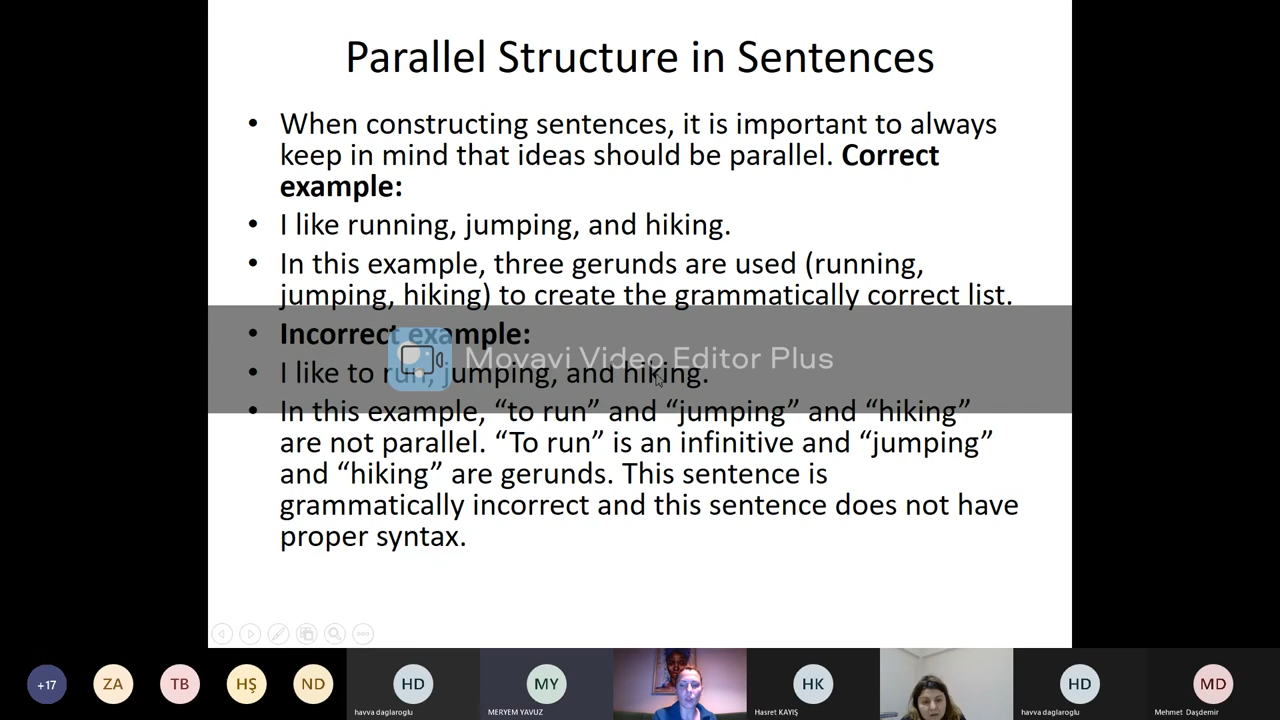 Parallel Structure in Sentences
• When constructing sentences, it is important to always
keep in mind that ideas should be parallel. Correct
example:
• I like running, jumping, and hiking.
• In this example, three gerunds are used (running,
jumping, hiking) to create the grammatically correct list.
• Incorrect example:
Movavi Video Editor Plus
• I like to run, jumping, and hiking.
• In this example, “to run” and “jumping” and “hiking”
are not parallel. “To run” is an infinitive and “jumping”
and “hiking” are gerunds. This sentence is
grammatically incorrect and this sentence does not have
proper syntax.
+17 ZA TB HŞ ND HD MY HK HD MD
havva daglaroglu MERYEM YAVUZ Hasret KAYIŞ havva daglaroglu Mehmet Daşdemir